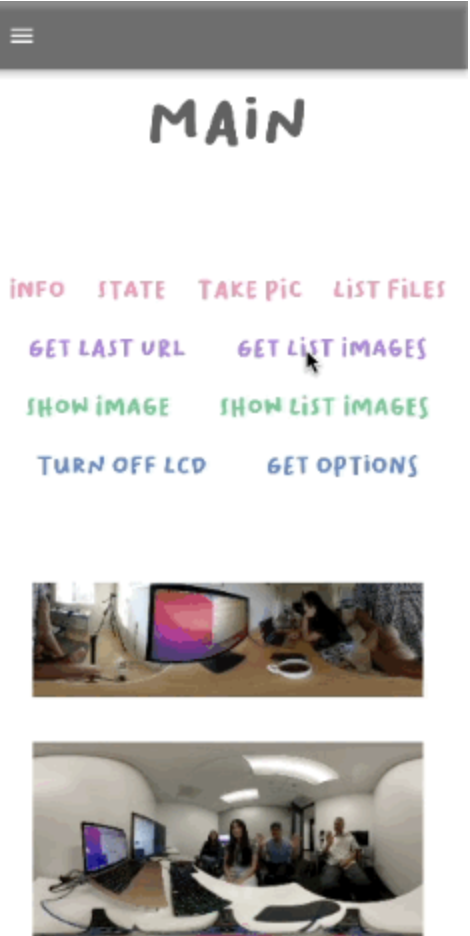 MAiN
iNFO STATE TAKE PiC LiST FiLES
GET LAST URL GET LiST iMAGES
SHOW iMAGE SHOW LiST iMAGES
TURN OFF LCD GET OPTiONS